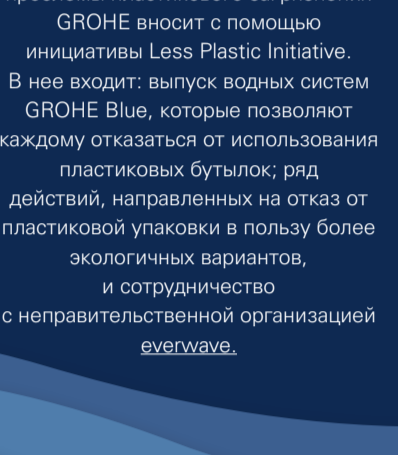 GROHE вносит с помощью
инициативы Less Plastic Initiative.
В нее входит: выпуск водных систем
GROHE Blue, которые позволяют
каждому отказаться от использования
пластиковых бутылок; ряд
действий, направленных на отказ от
пластиковой упаковки в пользу более
экологичных вариантов,
и сотрудничество
с неправительственной организацией
everwave.